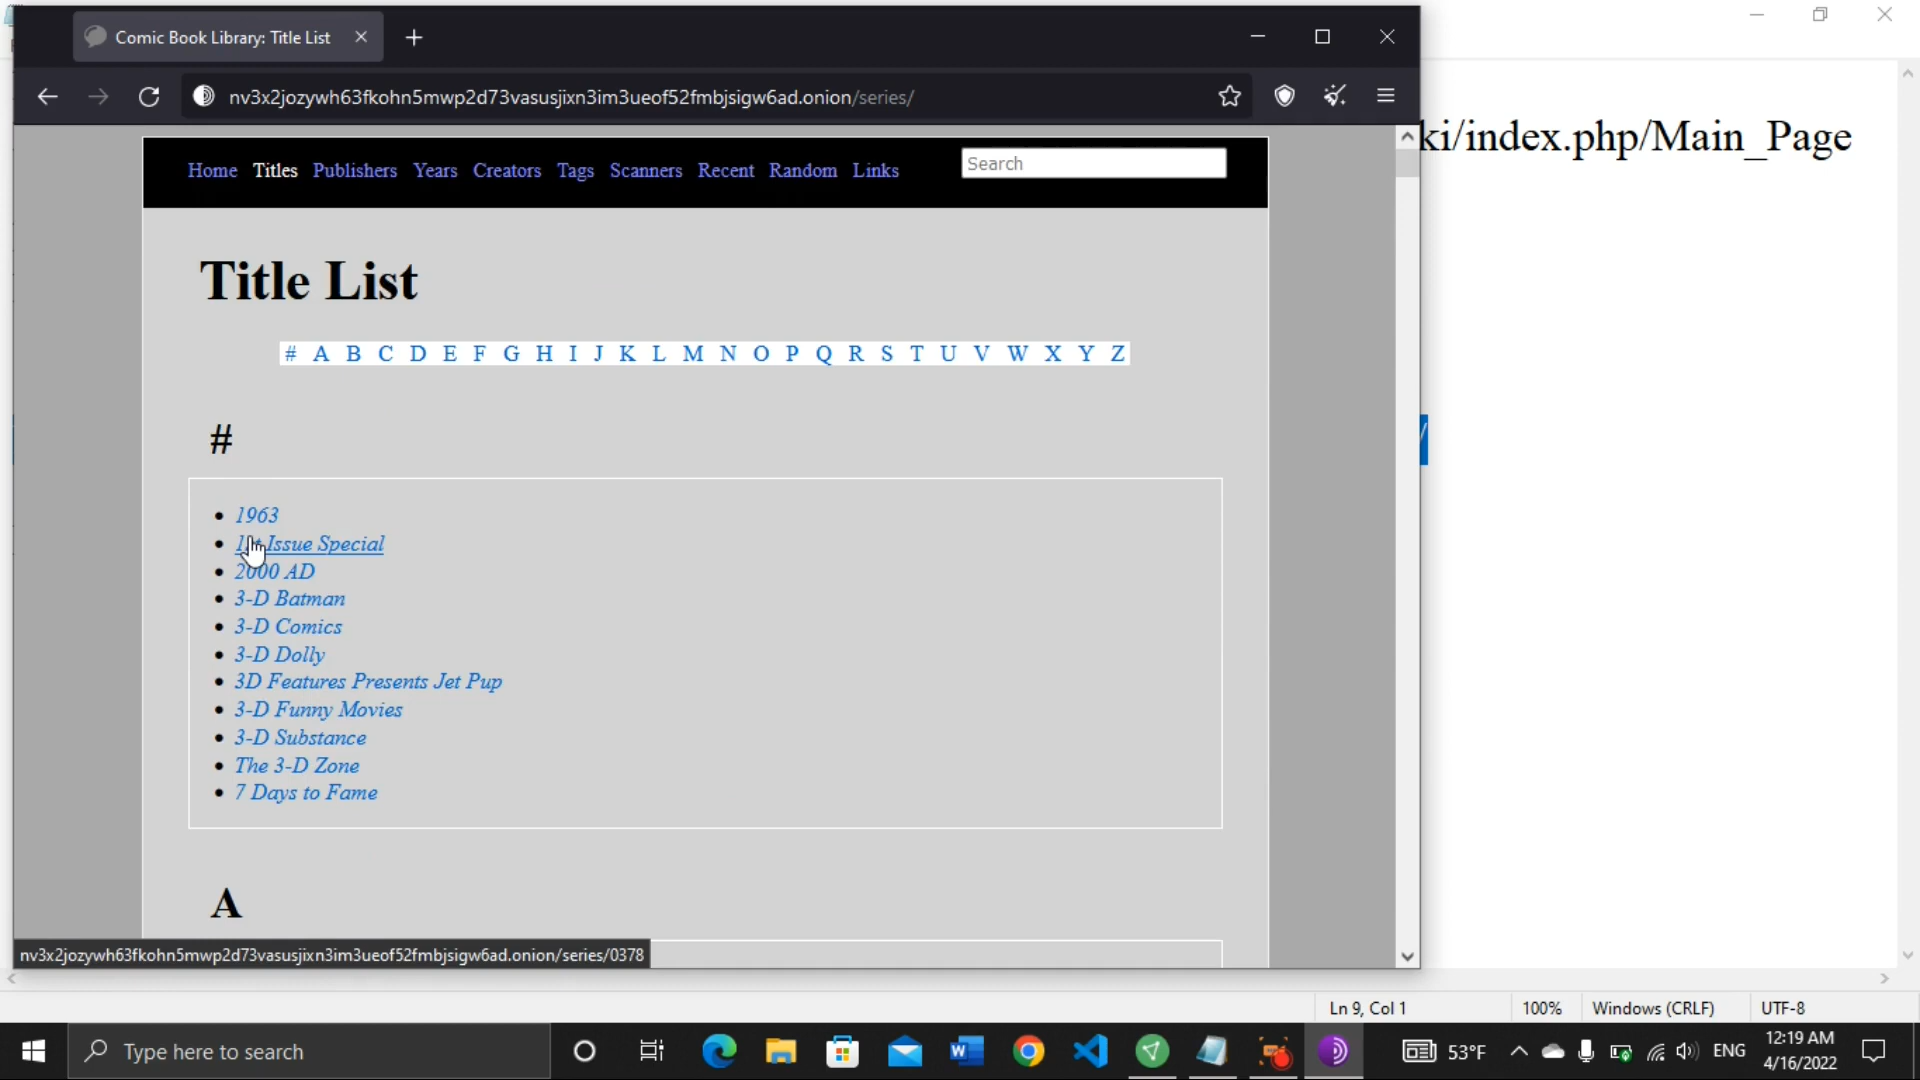 Comic Book Library: Title List
nv3x2jozywh63fkohn5mwp2d73vasusjixn3im3ueof52fmbjsigw6ad.onion/series/
ki/index.php/Main_Page
Home Titles Publishers Years Creators Tags Scanners Recent Random Links
Search
Title List
# A B C D E F G H I J K L M N O P Q R S T U V W X Y Z
/
#
1963
1st Issue Special
2000 AD
3-D Batman
3-D Comics
3-D Dolly
3D Features Presents Jet Pup
3-D Funny Movies
3-D Substance
The 3-D Zone
7 Days to Fame
A
nv3x2jozywh63fkohn5mwp2d73vasusjixn3im3ueof52fmbjsigw6ad.onion/series/0378
Ln 9, Col 1 100% Windows (CRLF) UTF-8
Type here to search
53°F
ENG
12:19 AM
4/16/2022